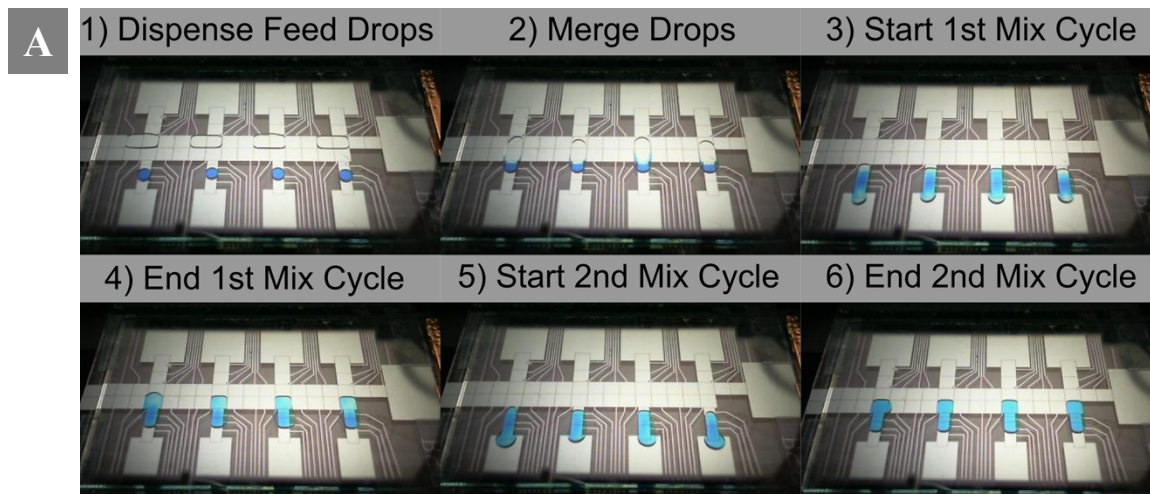 A
1) Dispense Feed Drops
2) Merge Drops
3) Start 1st Mix Cycle
4) End 1st Mix Cycle
5) Start 2nd Mix Cycle
6) End 2nd Mix Cycle